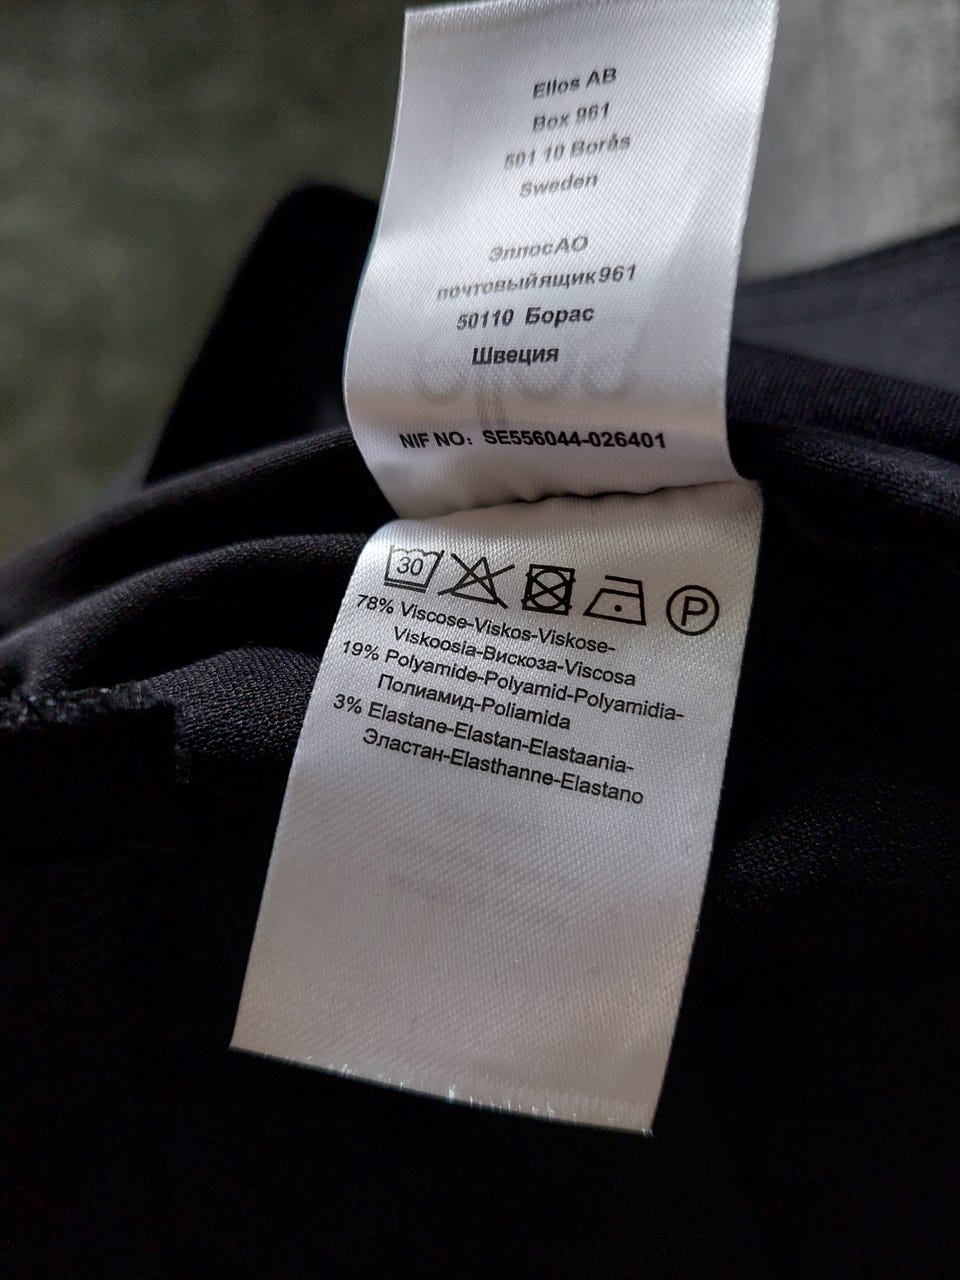 Ellos AB
Box 961
501 10 Borås
Sweden
ЭллосАО
почтовыйящик961
50110 Борас
Швеция
NIF NO: SE556044-026401
30
P
78% Viscose-Viskos-Viskose-
Viskoosia-Вискоза-Viscosa
19% Polyamide-Polyamid-Polyamidia-
Полиамид-Poliamida
3% Elastane-Elastan-Elastaania-
Эластан-Elasthanne-Elastano